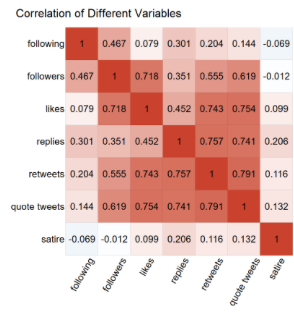 Correlation of Different Variables
following 1 0.467 0.079 0.301 0.204 0.144 -0.069
followers 0.467 1 0.718 0.351 0.555 0.619 -0.012
likes 0.079 0.718 1 0.452 0.743 0.754 0.099
replies 0.301 0.351 0.452 1 0.757 0.741 0.206
retweets 0.204 0.555 0.743 0.757 1 0.791 0.116
quote tweets 0.144 0.619 0.754 0.741 0.791 1 0.132
satire -0.069 -0.012 0.099 0.206 0.116 0.132 1
following followers likes replies retweets quote tweets satire